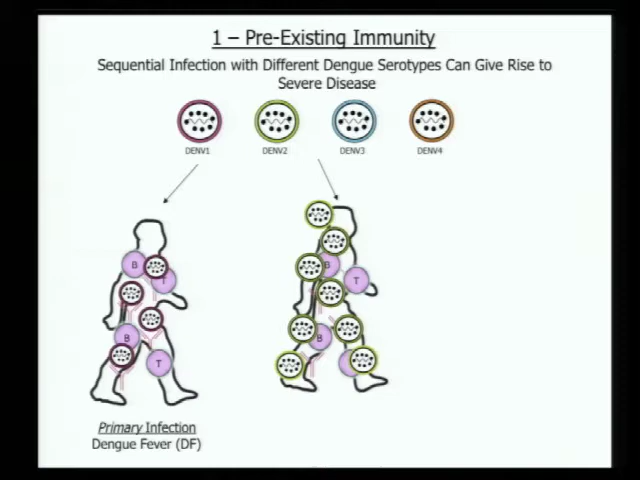 1 – Pre-Existing Immunity
Sequential Infection with Different Dengue Serotypes Can Give Rise to
Severe Disease
DENV1 DENV2 DENV3 DENV4
B T B T
B T B
Primary Infection
Dengue Fever (DF)